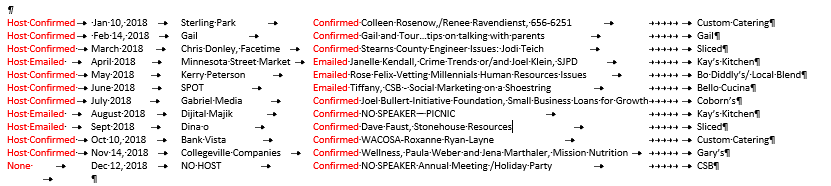 Host Confirmed Jan 10, 2018 Sterling Park Confirmed Colleen Rosenow,/Renee Ravendienst, 656-6251 Custom Catering
Host Confirmed Feb 14, 2018 Gail Confirmed Gail and Tour...tips on talking with parents Gail
Host Confirmed March 2018 Chris Donley, Facetime Confirmed Stearns County Engineer Issues: Jodi Teich Sliced
Host Emailed April 2018 Minnesota Street Market Emailed Janelle Kendall, Crime Trends or/and Joel Klein, SJPD Kay's Kitchen
Host Confirmed May 2018 Kerry Peterson Emailed Rose Felix-Vetting Millennials Human Resources Issues Bo Diddly's/ Local Blend
Host Confirmed June 2018 SPOT Emailed Tiffany, CSB~ Social Marketing on a Shoestring Bello Cucina
Host Confirmed July 2018 Gabriel Media Confirmed Joel Bullert-Initiative Foundation, Small Business Loans for Growth Coborn's
Host Emailed August 2018 Dijital Majik Confirmed NO SPEAKER—PICNIC Kay's Kitchen
Host Emailed Sept 2018 Dina o Confirmed Dave Faust, Stonehouse Resources Sliced
Host Confirmed Oct 10, 2018 Bank Vista Confirmed WACOSA-Roxanne Ryan-Layne Custom Catering
Host Confirmed Nov 14, 2018 Collegeville Companies Confirmed Wellness, Paula Weber and Jena Marthaler, Mission Nutrition Gary's
None Dec 12, 2018 NO HOST Confirmed NO SPEAKER Annual Meeting /Holiday Party CSB